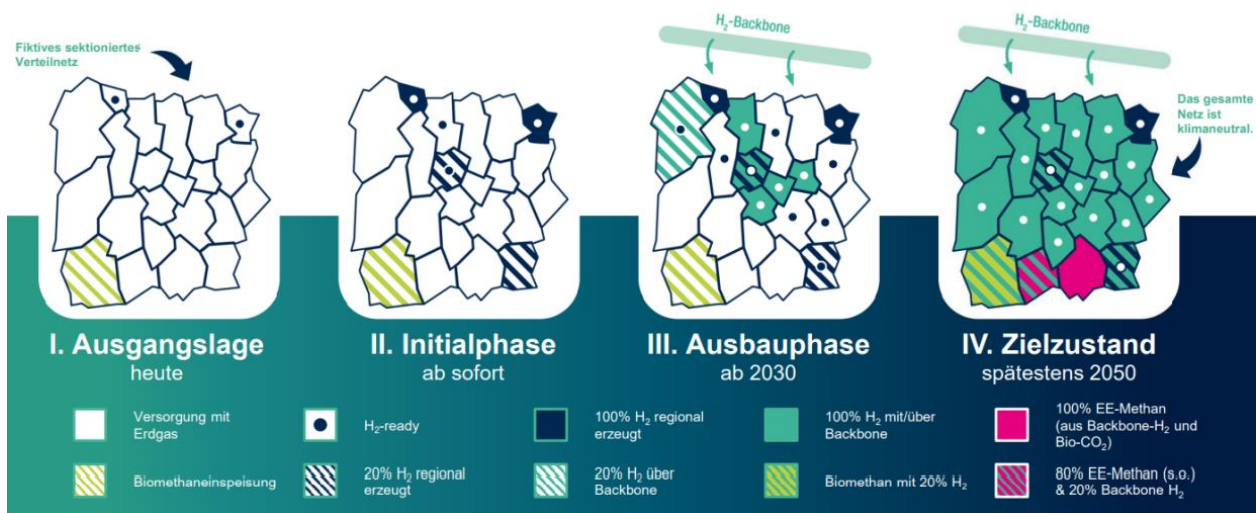 Fiktives sektioniertes
Verteilnetz
H₂-Backbone
H₂-Backbone
Das gesamte
Netz ist
klimaneutral.
I. Ausgangslage
heute
II. Initialphase
ab sofort
III. Ausbauphase
ab 2030
IV. Zielzustand
spätestens 2050
Versorgung mit
Erdgas
H₂-ready
100% H₂ regional
erzeugt
100% H₂ mit/über
Backbone
100% EE-Methan
(aus Backbone-H₂ und
Bio-CO₂)
Biomethaneinspeisung
20% H₂ regional
erzeugt
20% H₂ über
Backbone
Biomethan mit 20% H₂
80% EE-Methan (s.o.)
& 20% Backbone H₂